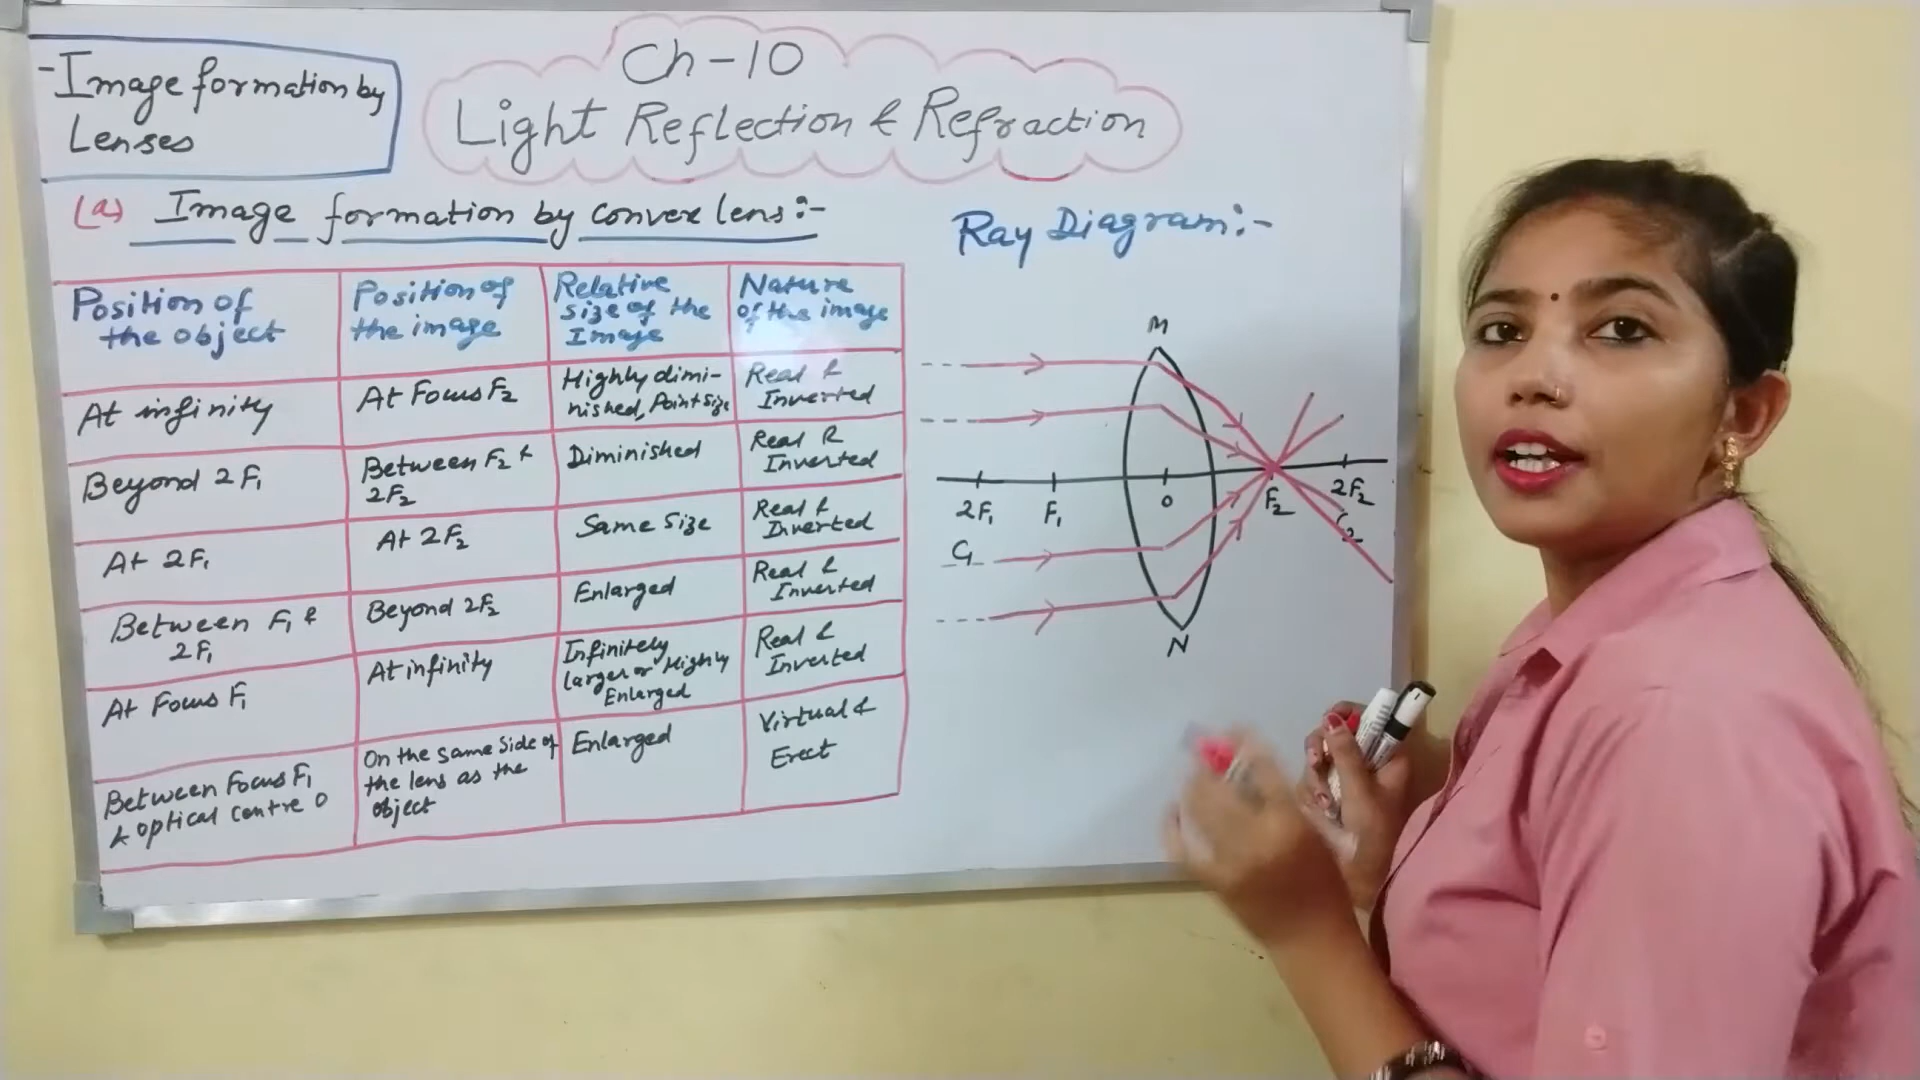 -Image formation by
Lenses
Ch-10
Light Reflection & Refraction
(a) Image formation by convex lens:-
Ray Diagram:-
Position of
the object
Position of
the image
Relative
size of the
Image
Nature
of the image
At infinity
At Focus F2
Highly dimi-
nished, Point size
Real &
Inverted
Beyond 2F1
Between F2 &
2F2
Diminished
Real &
Inverted
At 2F1
At 2F2
Same size
Real &
Inverted
Between F1 &
2F1
Beyond 2F2
Enlarged
Real &
Inverted
At Focus F1
At infinity
Infinitely
larger or Highly
Enlarged
Real &
Inverted
Between Focus F1
& optical centre O
On the same side of
the lens as the
object
Enlarged
Virtual &
Erect
M
2F1
F1
O
F2
2F2
C1
C2
N